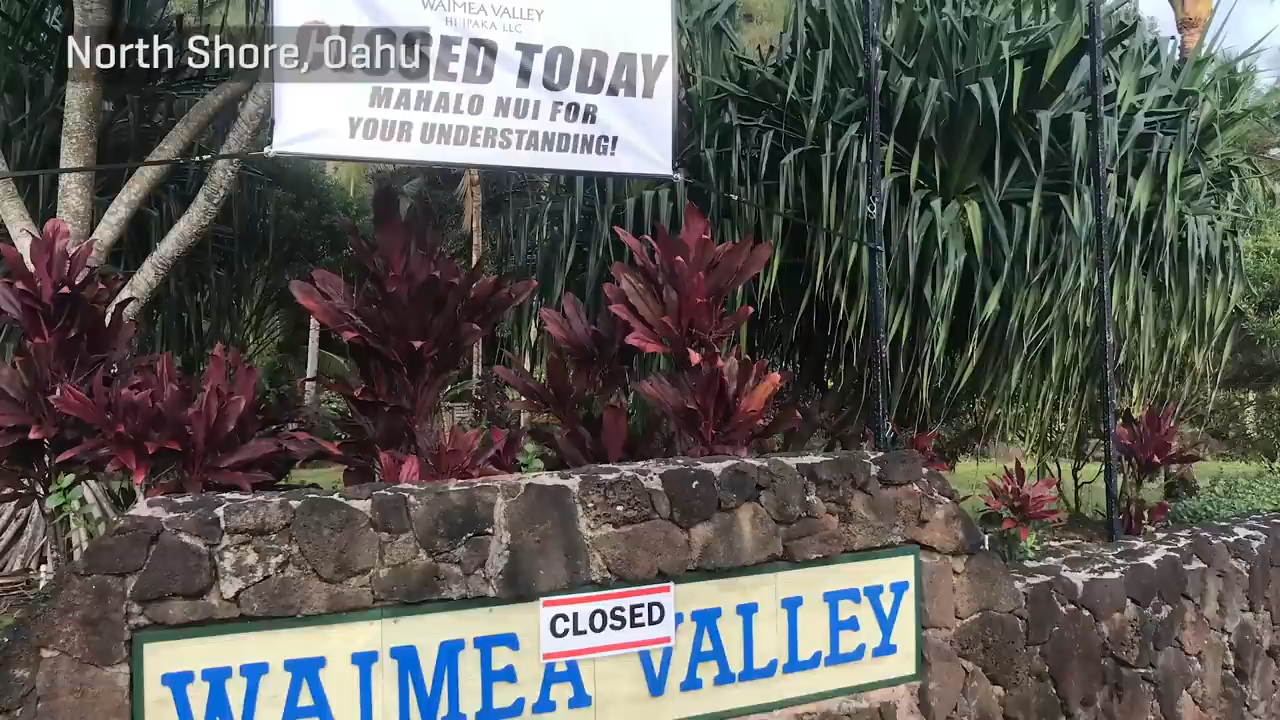 WAIMEA VALLEY
HI'IPAKA LLC
North Shore, Oahu
CLOSED TODAY
MAHALO NUI FOR
YOUR UNDERSTANDING!
CLOSED
WAIMEA VALLEY